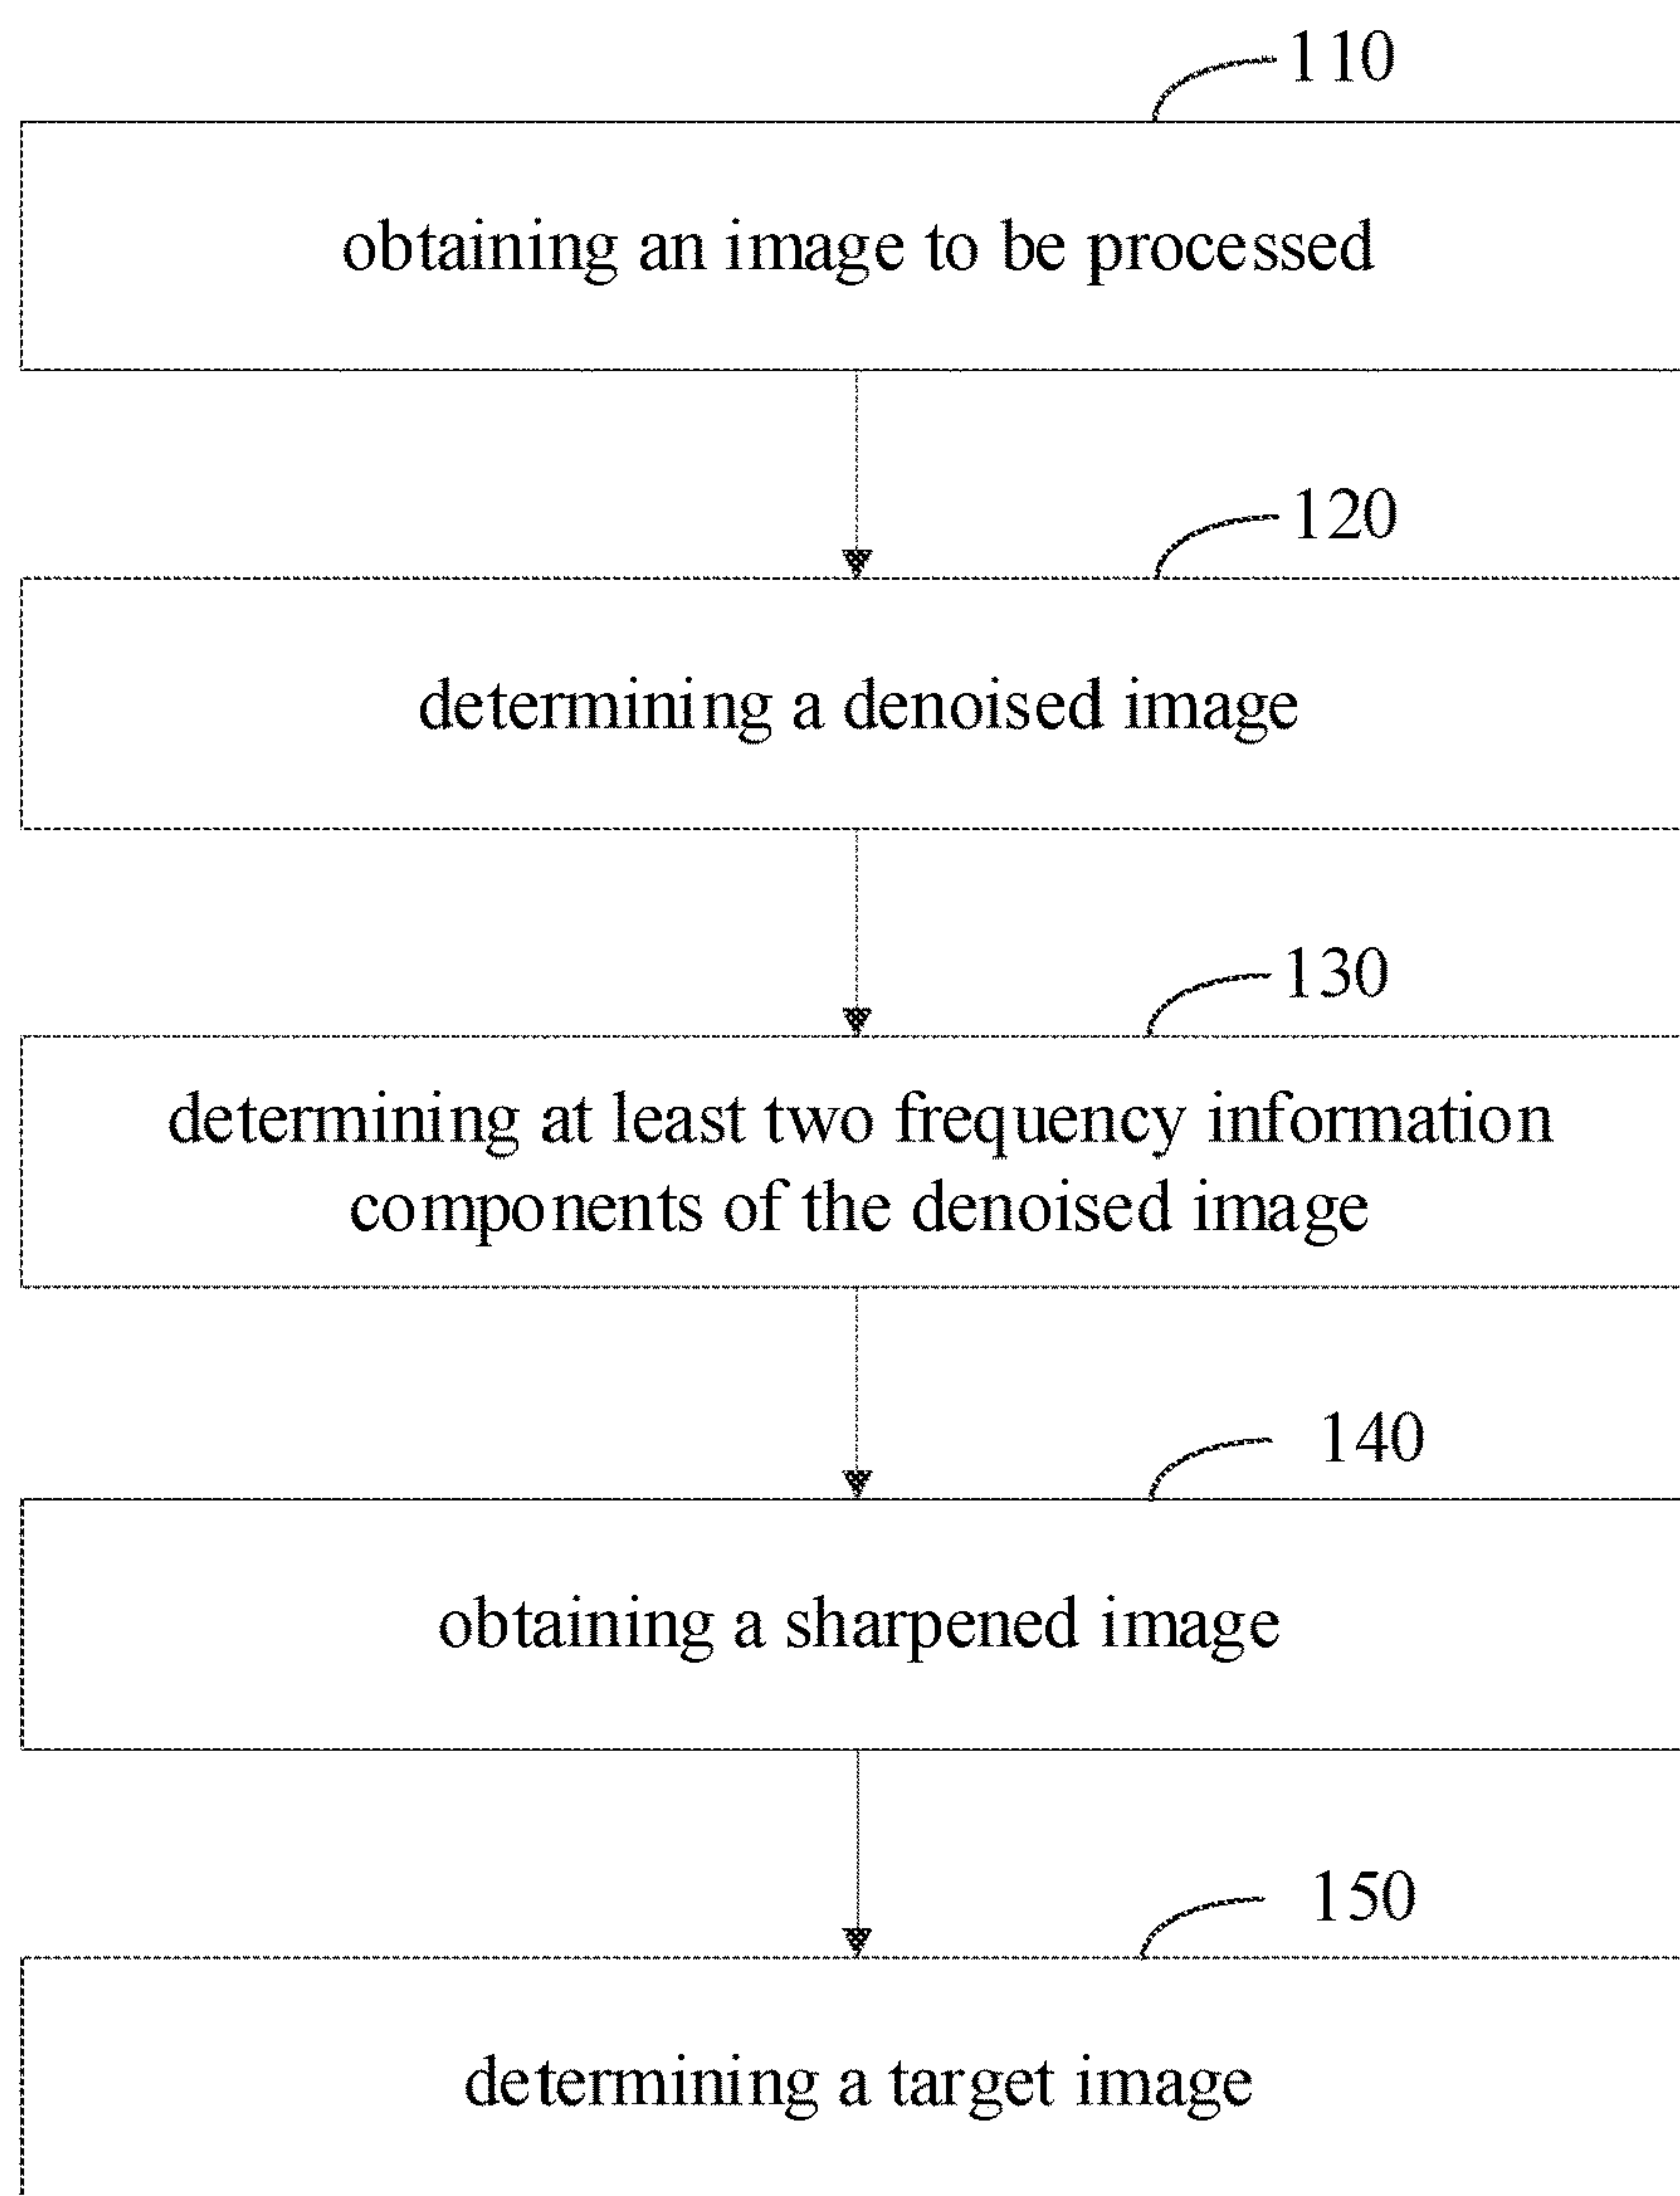 110
obtaining an image to be processed
120
determining a denoised image
130
determining at least two frequency information
components of the denoised image
140
obtaining a sharpened image
150
determining a target image